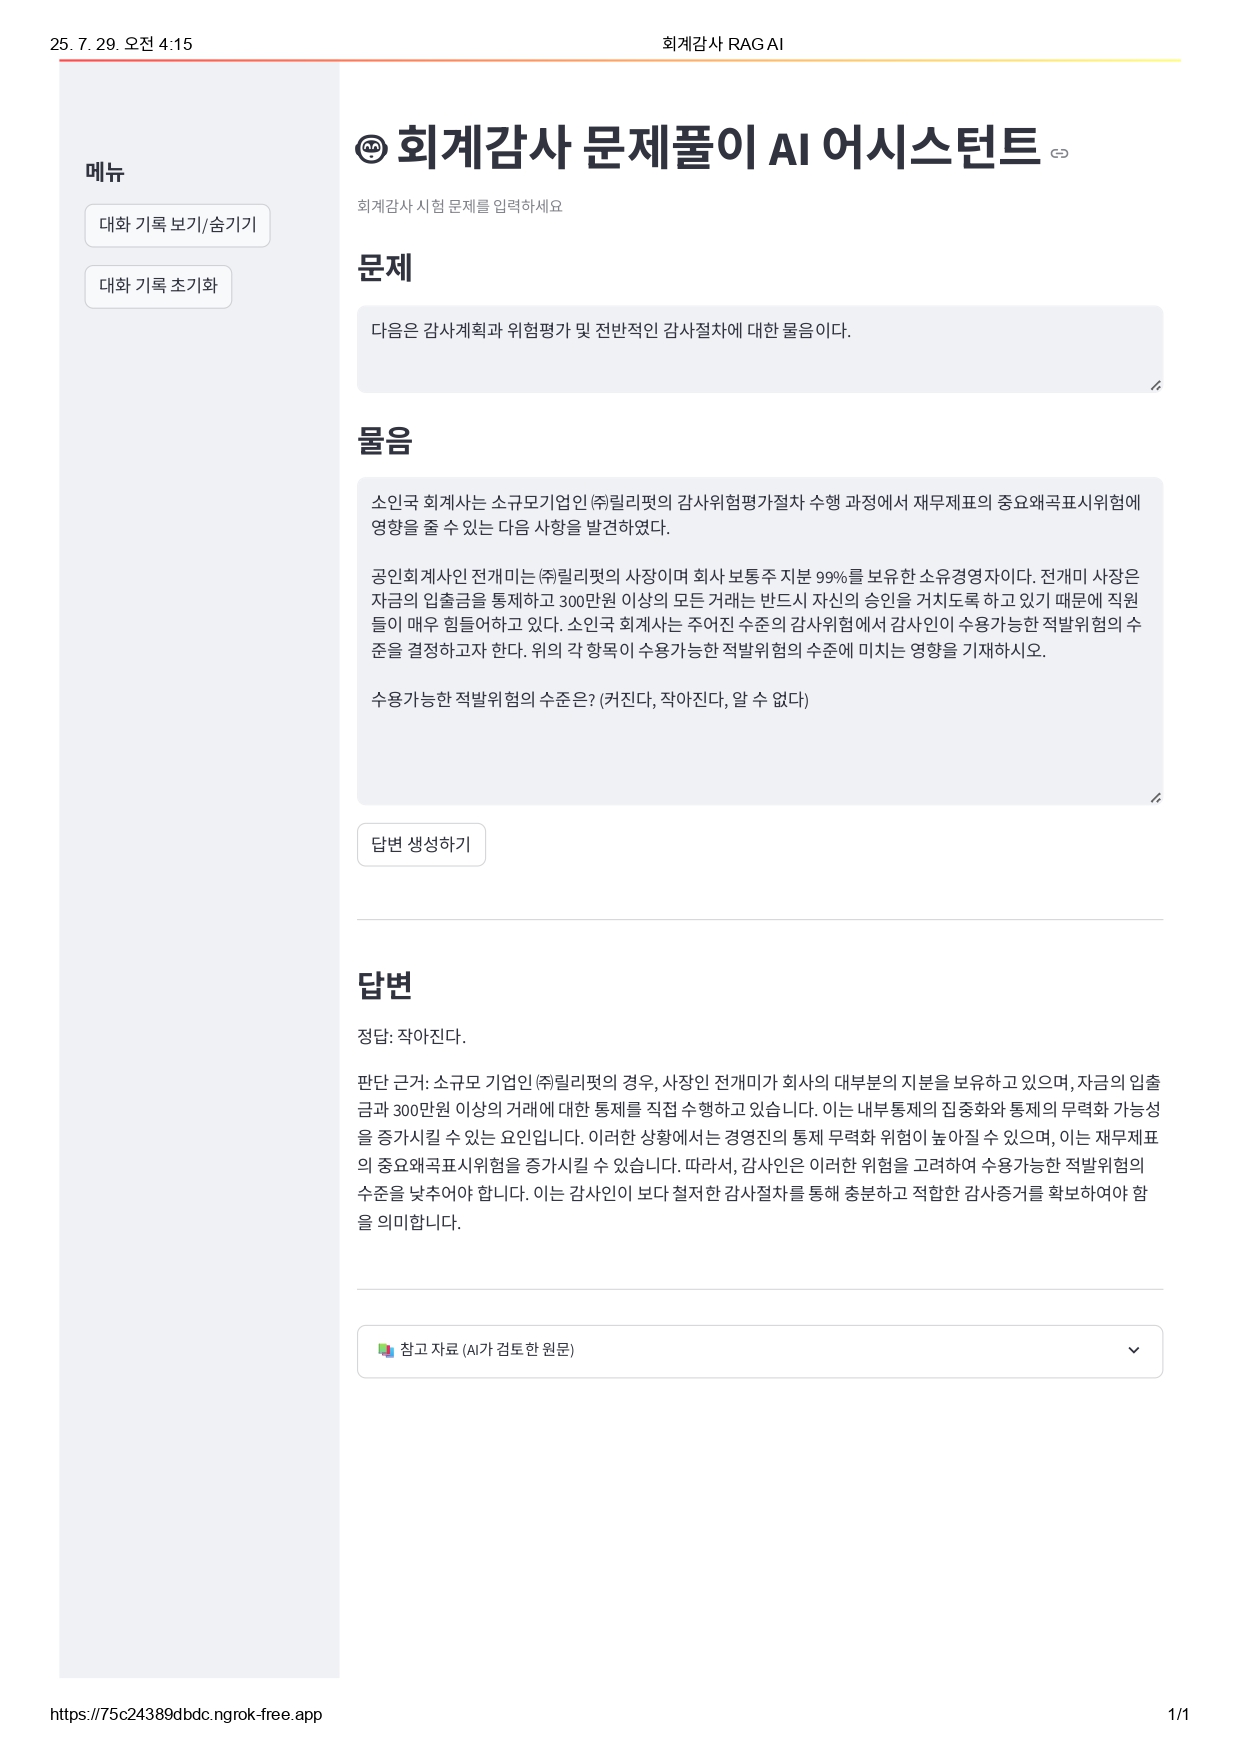 25. 7. 29. 오전 4:15
회계감사 RAG AI
메뉴
대화 기록 보기/숨기기
대화 기록 초기화
회계감사 문제풀이 AI 어시스턴트
회계감사 시험 문제를 입력하세요
문제
다음은 감사계획과 위험평가 및 전반적인 감사절차에 대한 물음이다.
물음
소인국 회계사는 소규모기업인 ㈜릴리펏의 감사위험평가절차 수행 과정에서 재무제표의 중요왜곡표시위험에
영향을 줄 수 있는 다음 사항을 발견하였다.
공인회계사인 전개미는 ㈜릴리펏의 사장이며 회사 보통주 지분 99%를 보유한 소유경영자이다. 전개미 사장은
자금의 입출금을 통제하고 300만원 이상의 모든 거래는 반드시 자신의 승인을 거치도록 하고 있기 때문에 직원
들이 매우 힘들어하고 있다. 소인국 회계사는 주어진 수준의 감사위험에서 감사인이 수용가능한 적발위험의 수
준을 결정하고자 한다. 위의 각 항목이 수용가능한 적발위험의 수준에 미치는 영향을 기재하시오.
수용가능한 적발위험의 수준은? (커진다, 작아진다, 알 수 없다)
답변 생성하기
답변
정답: 작아진다.
판단 근거: 소규모 기업인 ㈜릴리펏의 경우, 사장인 전개미가 회사의 대부분의 지분을 보유하고 있으며, 자금의 입출
금과 300만원 이상의 거래에 대한 통제를 직접 수행하고 있습니다. 이는 내부통제의 집중화와 통제의 무력화 가능성
을 증가시킬 수 있는 요인입니다. 이러한 상황에서는 경영진의 통제 무력화 위험이 높아질 수 있으며, 이는 재무제표
의 중요왜곡표시위험을 증가시킬 수 있습니다. 따라서, 감사인은 이러한 위험을 고려하여 수용가능한 적발위험의
수준을 낮추어야 합니다. 이는 감사인이 보다 철저한 감사절차를 통해 충분하고 적합한 감사증거를 확보하여야 함
을 의미합니다.
참고 자료 (AI가 검토한 원문)
https://75c24389dbdc.ngrok-free.app
1/1